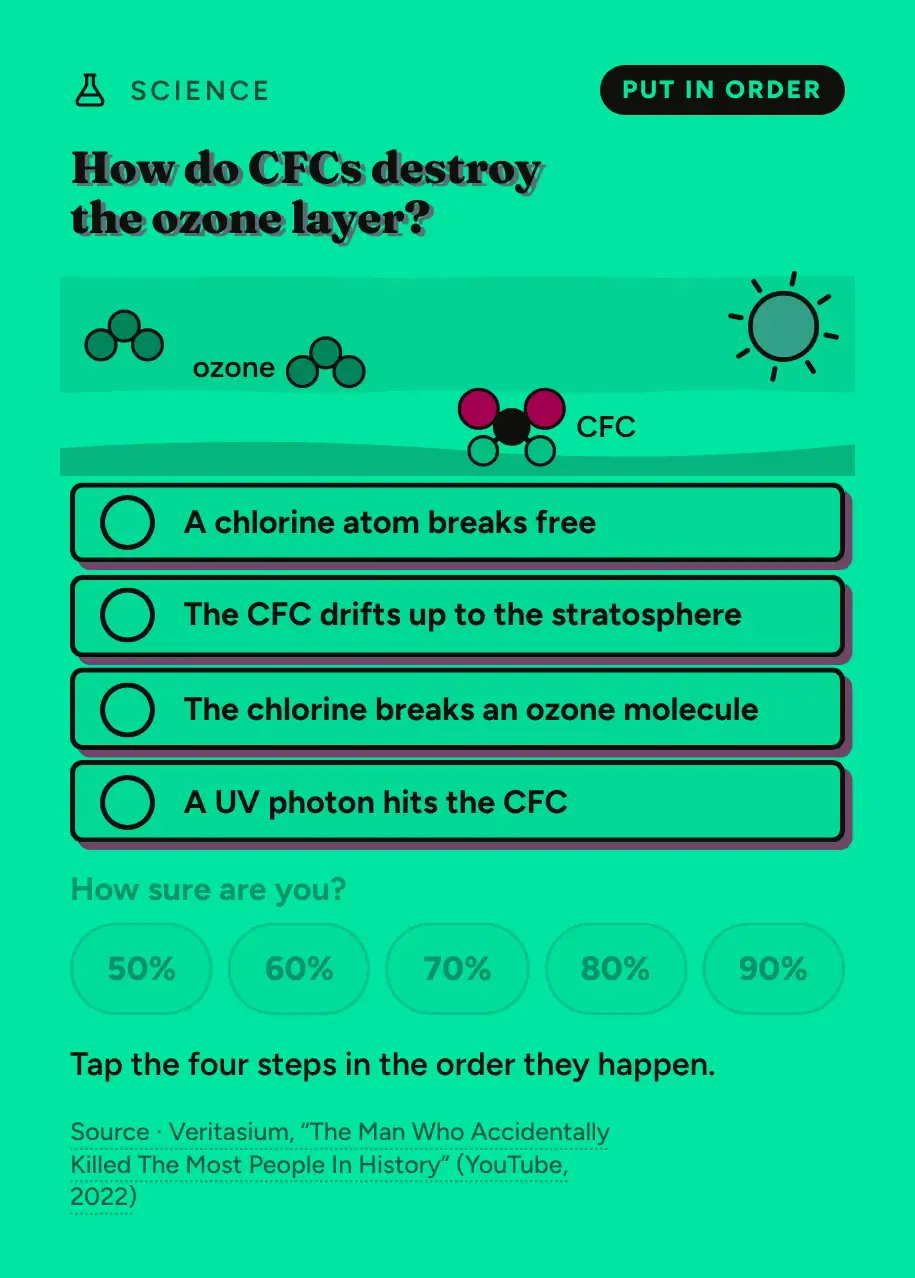 SCIENCE
PUT IN ORDER
How do CFCs destroy
the ozone layer?
ozone
CFC
A chlorine atom breaks free
The CFC drifts up to the stratosphere
The chlorine breaks an ozone molecule
A UV photon hits the CFC
How sure are you?
50% 60% 70% 80% 90%
Tap the four steps in the order they happen.
Source · Veritasium, “The Man Who Accidentally
Killed The Most People In History” (YouTube,
2022)